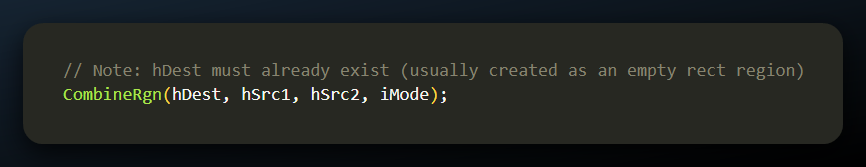 // Note: hDest must already exist (usually created as an empty rect region)
CombineRgn(hDest, hSrc1, hSrc2, iMode);